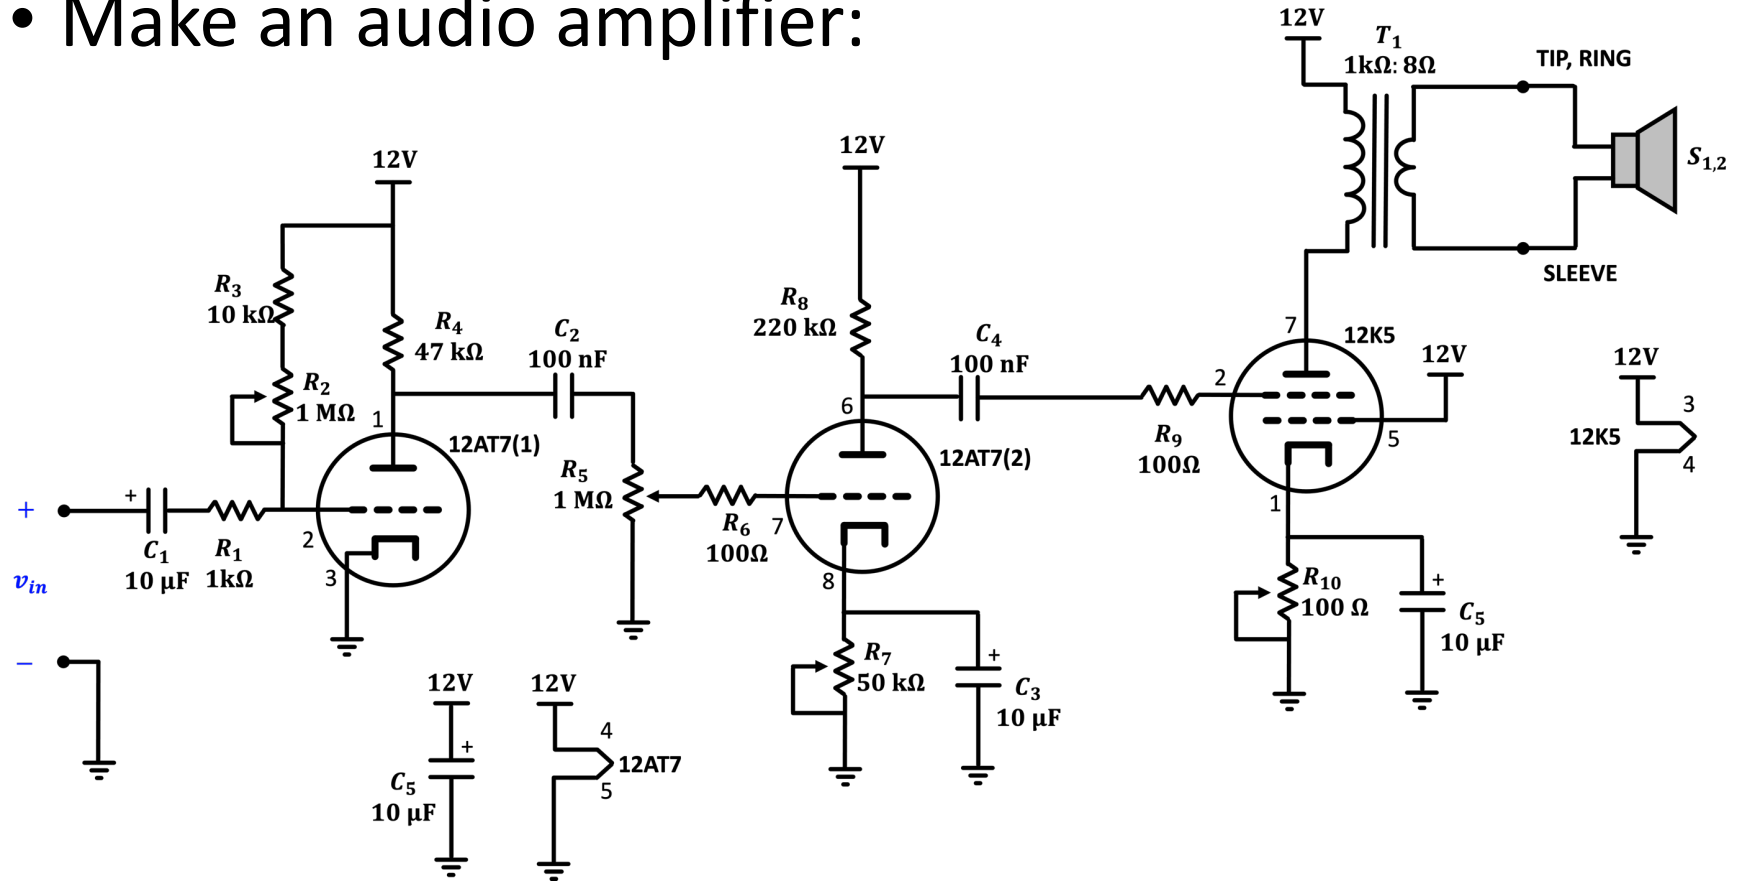 • Make an audio amplifier:
12V
T1
1kΩ: 8Ω
TIP, RING
S1,2
SLEEVE
12V
R3
10 kΩ
R4
47 kΩ
R2
1 MΩ
C2
100 nF
1
12AT7(1)
+
+
C1
10 μF
R1
1kΩ
2
3
vin
−
R5
1 MΩ
12V
R8
220 kΩ
C4
100 nF
6
12AT7(2)
R6
100Ω
7
8
R7
50 kΩ
+
C3
10 μF
R9
100Ω
2
7
12K5
12V
5
1
R10
100 Ω
+
C5
10 μF
12V
3
12K5
4
12V
+
C5
10 μF
12V
4
12AT7
5